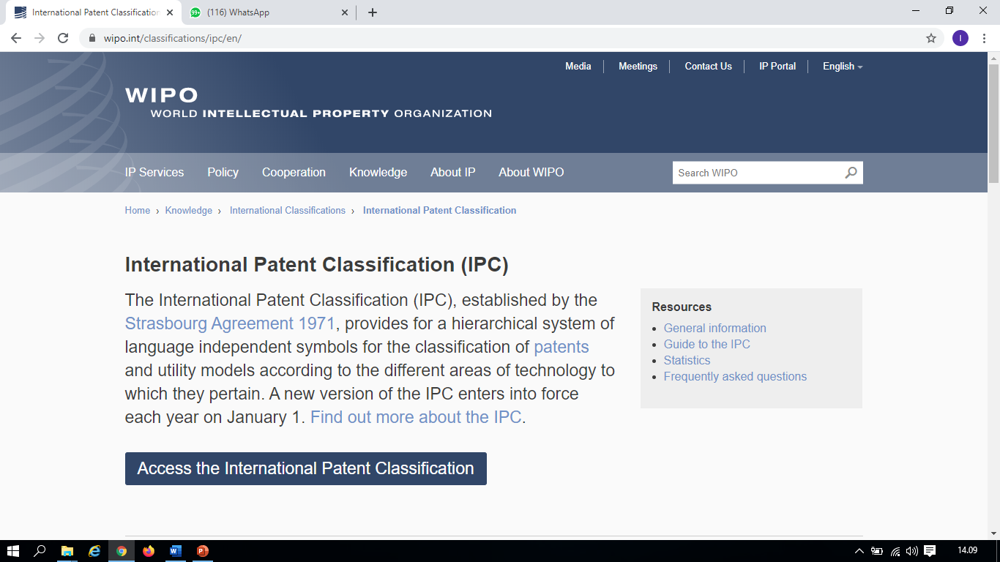 International Patent Classification
99+ (116) WhatsApp
wipo.int/classifications/ipc/en/
I
Media Meetings Contact Us IP Portal English
WIPO
WORLD INTELLECTUAL PROPERTY ORGANIZATION
IP Services Policy Cooperation Knowledge About IP About WIPO Search WIPO
Home › Knowledge › International Classifications › International Patent Classification
International Patent Classification (IPC)
The International Patent Classification (IPC), established by the
Strasbourg Agreement 1971, provides for a hierarchical system of
language independent symbols for the classification of patents
and utility models according to the different areas of technology to
which they pertain. A new version of the IPC enters into force
each year on January 1. Find out more about the IPC.
Resources
General information
Guide to the IPC
Statistics
Frequently asked questions
Access the International Patent Classification
14.09